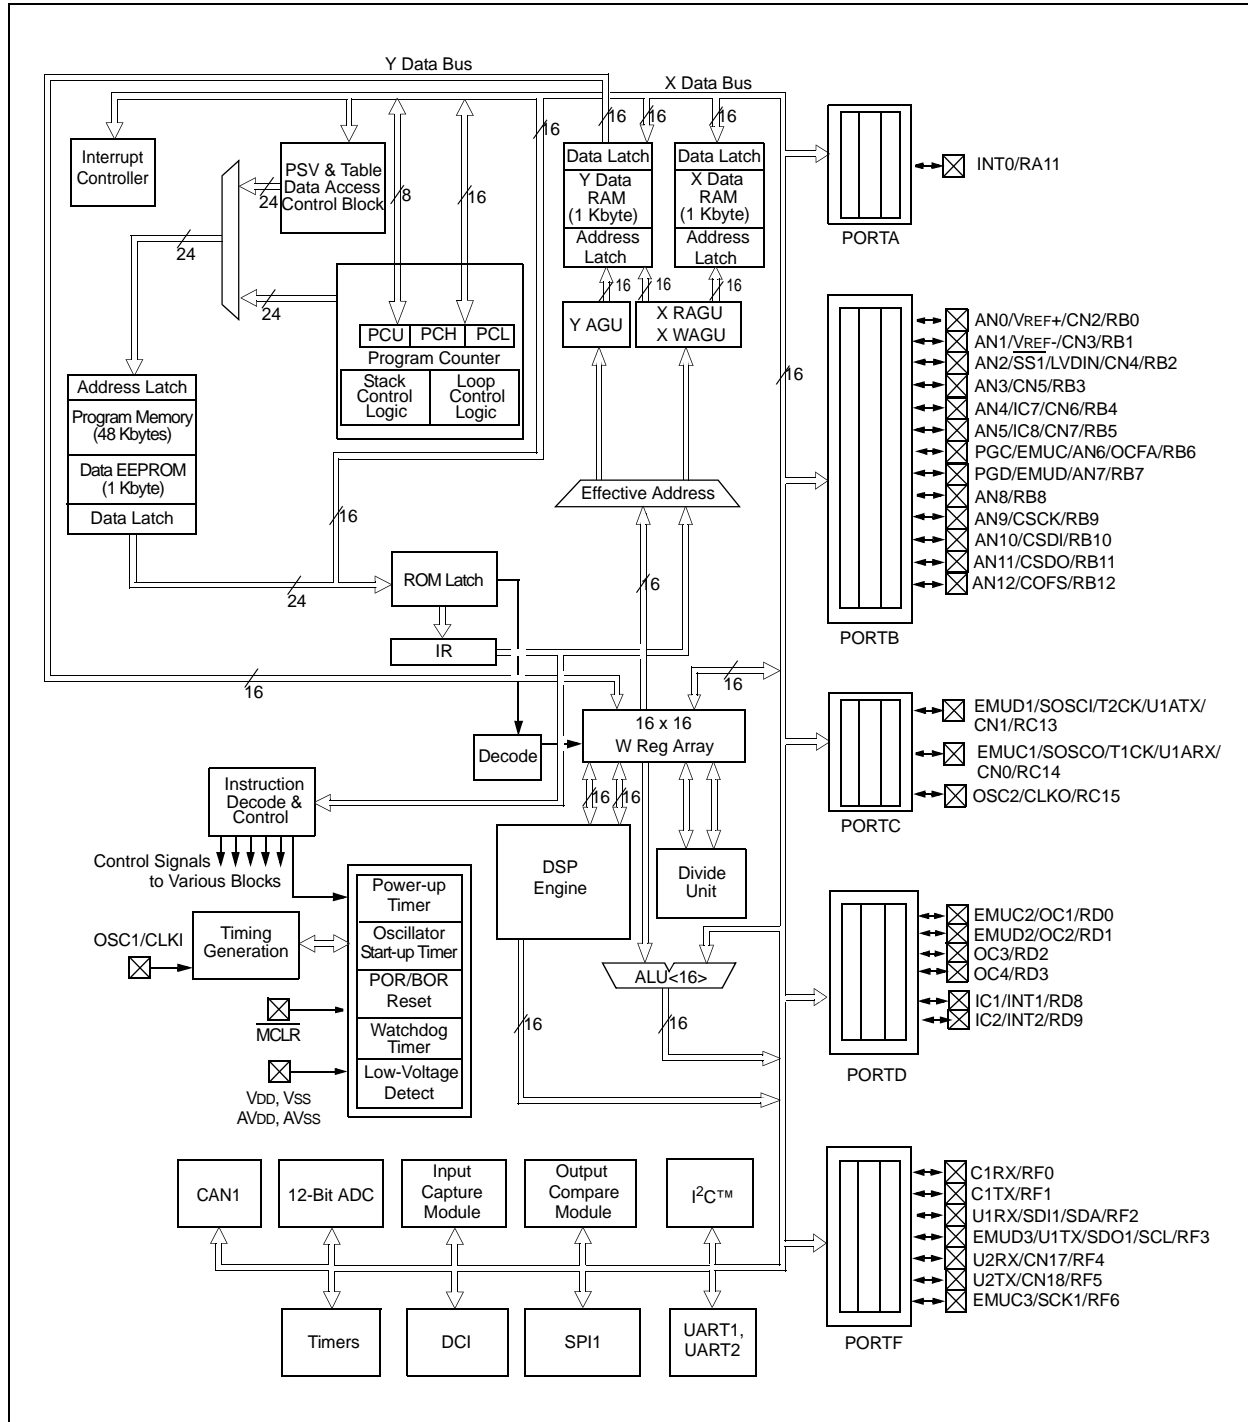 Y Data Bus
X Data Bus
16
16
16
16
Interrupt
Controller
PSV & Table
Data Access
Control Block
24
8
16
24
24
Data Latch
Y Data
RAM
(1 Kbyte)
Address
Latch
Data Latch
X Data
RAM
(1 Kbyte)
Address
Latch
16
16
16
Y AGU
X RAGU
X WAGU
PCU
PCH
PCL
Program Counter
Stack
Control
Logic
Loop
Control
Logic
Address Latch
Program Memory
(48 Kbytes)
Data EEPROM
(1 Kbyte)
Data Latch
16
24
Effective Address
16
16
ROM Latch
IR
16
16
16 x 16
W Reg Array
Decode
Instruction
Decode &
Control
Control Signals
to Various Blocks
16
16
DSP
Engine
Divide
Unit
OSC1/CLKI
Timing
Generation
Power-up
Timer
Oscillator
Start-up Timer
POR/BOR
Reset
Watchdog
Timer
Low-Voltage
Detect
MCLR
VDD, VSS
AVDD, AVSS
ALU<16>
16
16
CAN1
12-Bit ADC
Input
Capture
Module
Output
Compare
Module
I²C™
Timers
DCI
SPI1
UART1,
UART2
INT0/RA11
PORTA
AN0/VREF+/CN2/RB0
AN1/VREF-/CN3/RB1
AN2/SS1/LVDIN/CN4/RB2
AN3/CN5/RB3
AN4/IC7/CN6/RB4
AN5/IC8/CN7/RB5
PGC/EMUC/AN6/OCFA/RB6
PGD/EMUD/AN7/RB7
AN8/RB8
AN9/CSCK/RB9
AN10/CSDI/RB10
AN11/CSDO/RB11
AN12/COFS/RB12
PORTB
EMUD1/SOSCI/T2CK/U1ATX/
CN1/RC13
EMUC1/SOSCO/T1CK/U1ARX/
CN0/RC14
OSC2/CLKO/RC15
PORTC
EMUC2/OC1/RD0
EMUD2/OC2/RD1
OC3/RD2
OC4/RD3
IC1/INT1/RD8
IC2/INT2/RD9
PORTD
C1RX/RF0
C1TX/RF1
U1RX/SDI1/SDA/RF2
EMUD3/U1TX/SDO1/SCL/RF3
U2RX/CN17/RF4
U2TX/CN18/RF5
EMUC3/SCK1/RF6
PORTF